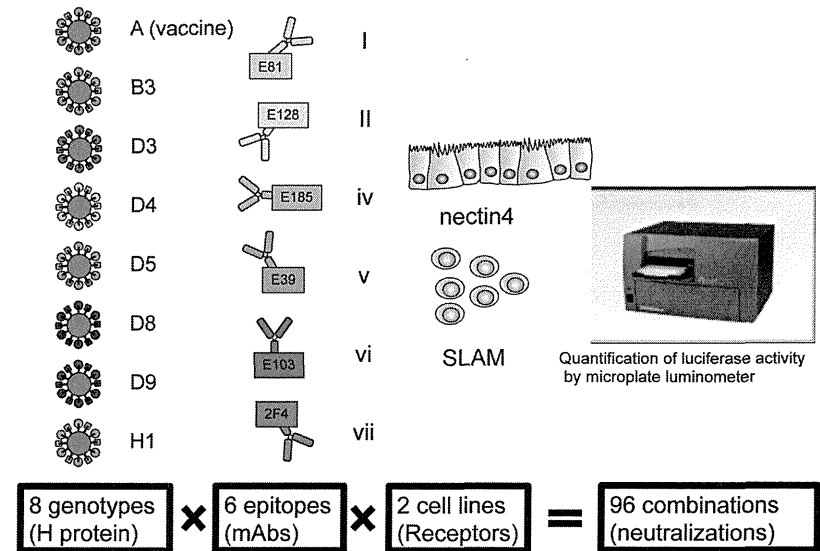 A (vaccine)
B3
D3
D4
D5
D8
D9
H1
E81
E128
E185
E39
E103
2F4
I
II
iv
v
vi
vii
nectin4
SLAM
Quantification of luciferase activity
by microplate luminometer
8 genotypes
(H protein)
×
6 epitopes
(mAbs)
×
2 cell lines
(Receptors)
=
96 combinations
(neutralizations)